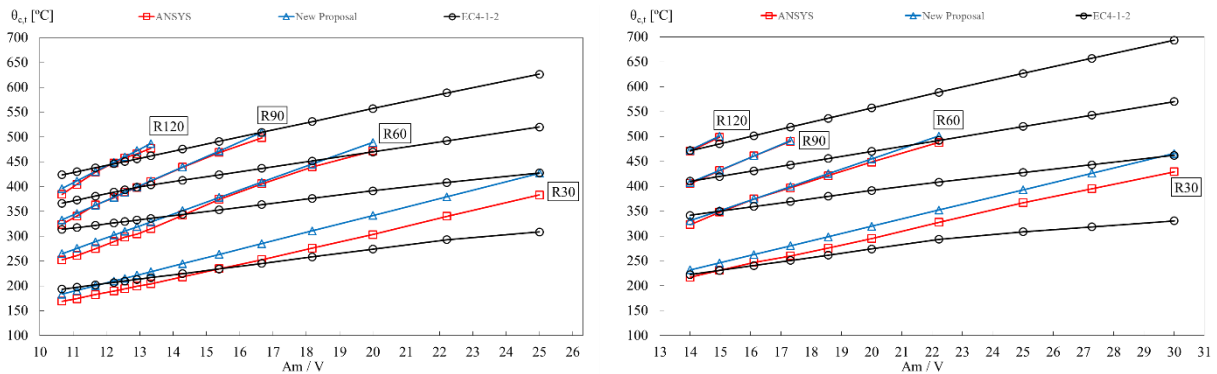 θc,t [ºC]
ANSYS
New Proposal
EC4-1-2
700
650
600
550
500
450
400
350
300
250
200
150
100
R120
R90
R60
R30
10 11 12 13 14 15 16 17 18 19 20 21 22 23 24 25 26
Am / V
θc,t [ºC]
ANSYS
New Proposal
EC4-1-2
700
650
600
550
500
450
400
350
300
250
200
150
100
R120
R90
R60
R30
13 14 15 16 17 18 19 20 21 22 23 24 25 26 27 28 29 30 31
Am / V